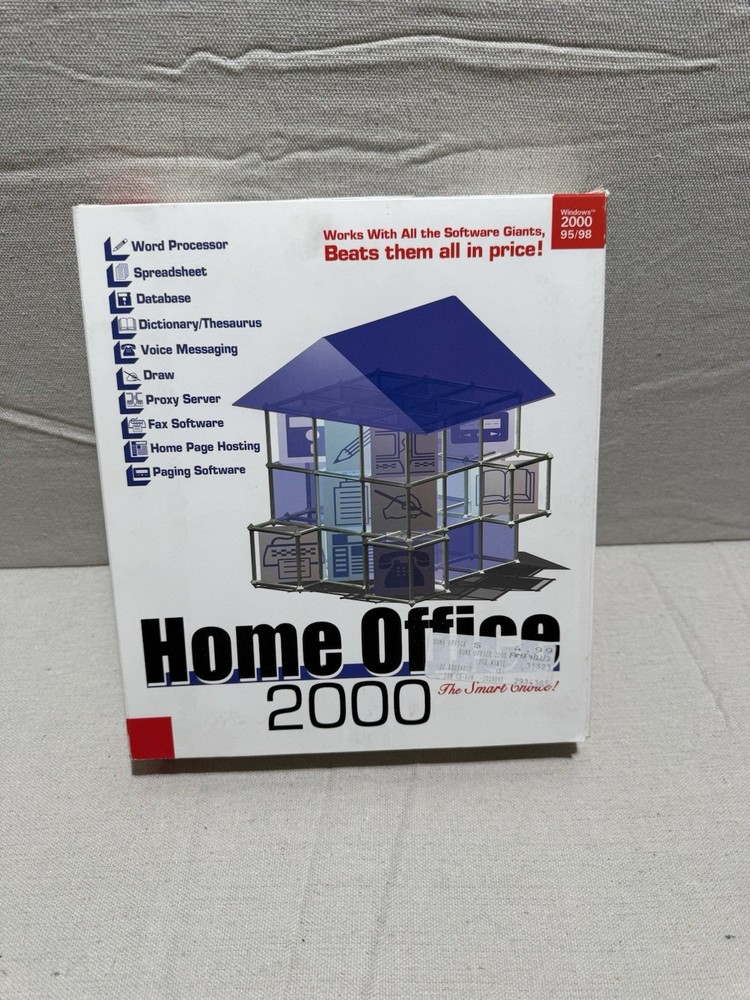 Windows™
2000
95/98
Works With All the Software Giants,
Beats them all in price!
Word Processor
Spreadsheet
Database
Dictionary/Thesaurus
Voice Messaging
Draw
Proxy Server
Fax Software
Home Page Hosting
Paging Software
Home Office
2000
The Smart Choice!